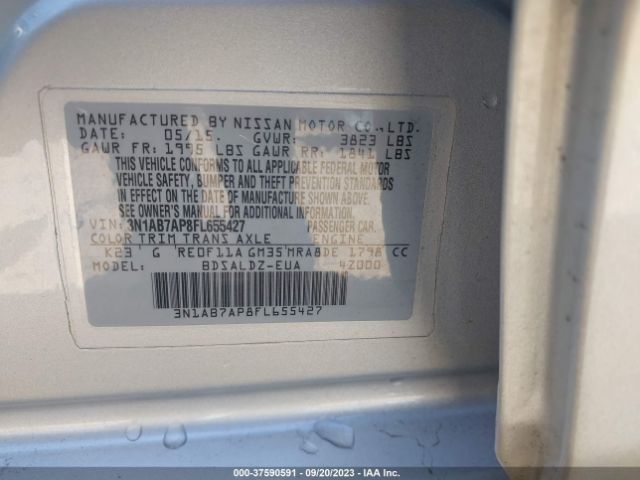 MANUFACTURED BY NISSAN MOTOR CO.,LTD.
DATE: 05/15. GVWR: 3823 LBS
GAWR FR: 1995 LBS GAWR RR: 1841 LBS
THIS VEHICLE CONFORMS TO ALL APPLICABLE FEDERAL MOTOR
VEHICLE SAFETY, BUMPER AND THEFT PREVENTION STANDARDS
IN EFFECT ON THE DATE OF MANUFACTURE SHOWN ABOVE.
SEE OWNER'S MANUAL FOR ADDITIONAL INFORMATION.
VIN: 3N1AB7AP8FL655427 PASSENGER CAR.
COLOR TRIM TRANS AXLE ENGINE
K23 G RE0F11A GM35 MRA8DE 1798 CC
MODEL: BDSALDZ-EUA 4Z000
3N1AB7AP8FL655427
000-37590591 - 09/20/2023 - IAA Inc.